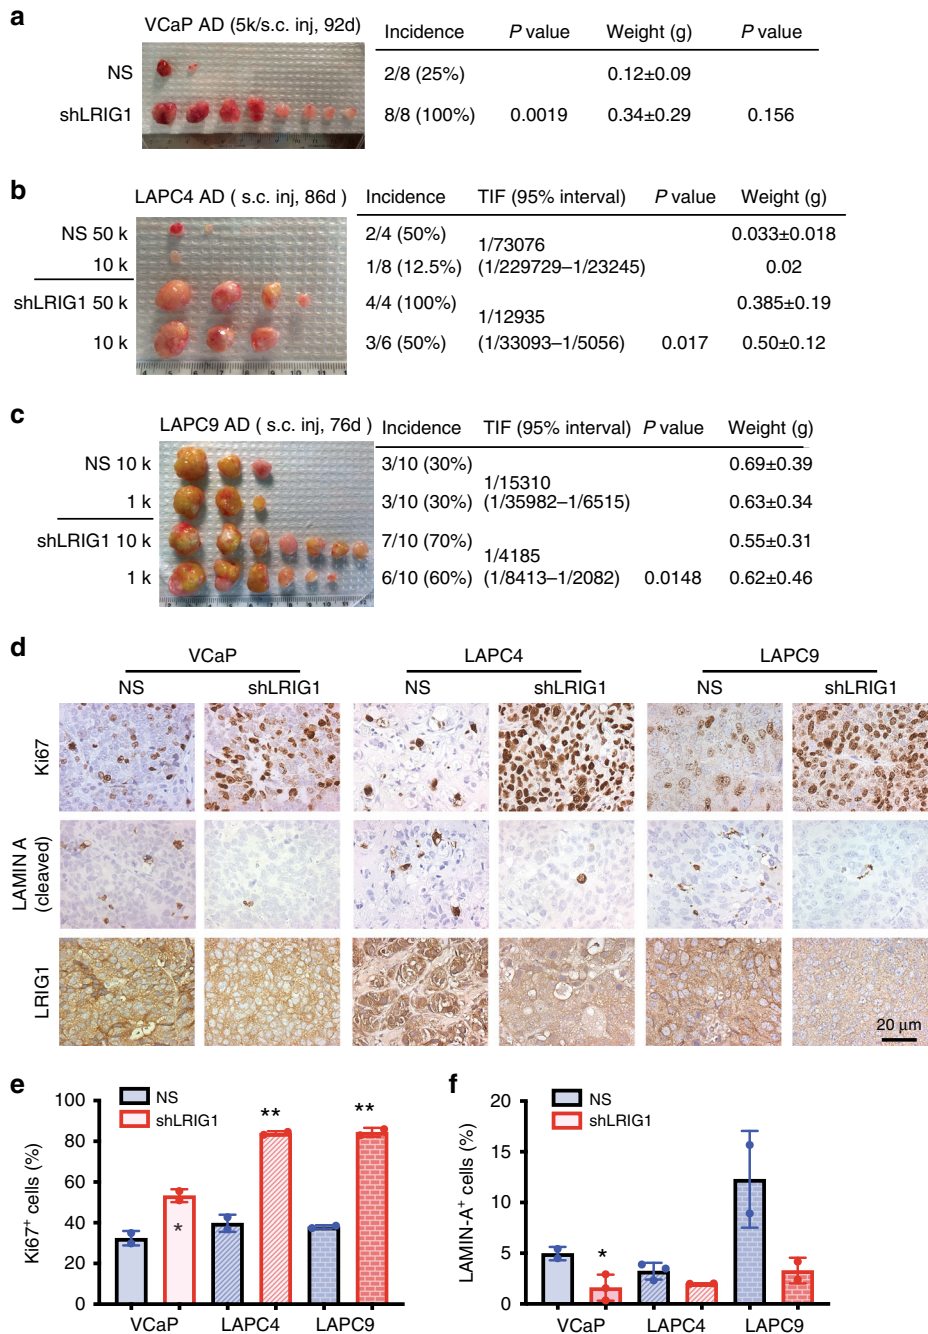 a
VCaP AD (5k/s.c. inj, 92d)
Incidence P value Weight (g) P value
NS 2/8 (25%) 0.12±0.09
shLRIG1 8/8 (100%) 0.0019 0.34±0.29 0.156
b
LAPC4 AD ( s.c. inj, 86d)
Incidence TIF (95% interval) P value Weight (g)
NS 50 k 2/4 (50%) 0.033±0.018
1/73076
10 k 1/8 (12.5%) (1/229729–1/23245) 0.02
shLRIG1 50 k 4/4 (100%) 0.385±0.19
1/12935
10 k 3/6 (50%) (1/33093–1/5056) 0.017 0.50±0.12
c
LAPC9 AD ( s.c. inj, 76d)
Incidence TIF (95% interval) P value Weight (g)
NS 10 k 3/10 (30%) 0.69±0.39
1/15310
1 k 3/10 (30%) (1/35982–1/6515) 0.63±0.34
shLRIG1 10 k 7/10 (70%) 0.55±0.31
1/4185
1 k 6/10 (60%) (1/8413–1/2082) 0.0148 0.62±0.46
d
VCaP LAPC4 LAPC9
NS shLRIG1 NS shLRIG1 NS shLRIG1
Ki67
LAMIN A
(cleaved)
LRIG1
20 μm
e
NS
shLRIG1
Ki67+ cells (%)
100
80
60
40
20
0
*
**
**
VCaP LAPC4 LAPC9
f
NS
shLRIG1
LAMIN-A+ cells (%)
20
15
10
5
0
*
VCaP LAPC4 LAPC9